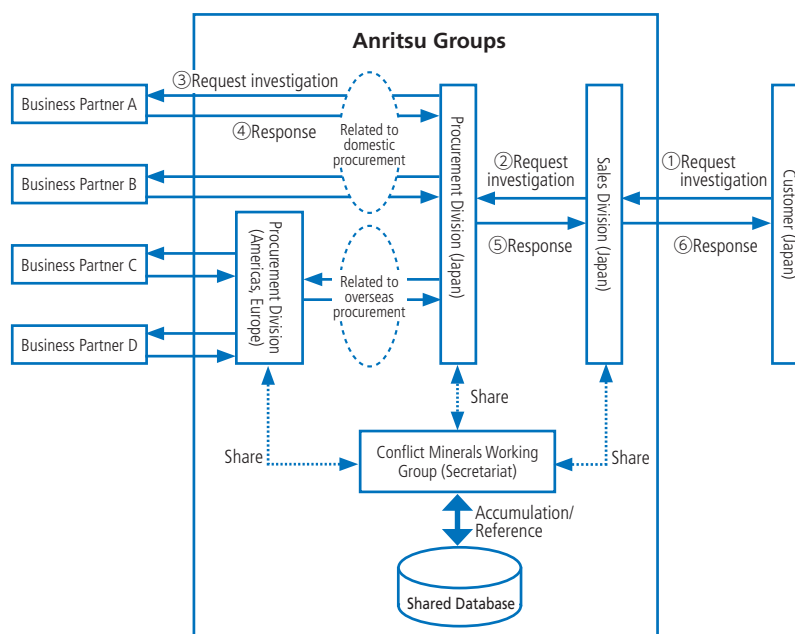 Anritsu Groups
③Request investigation
Business Partner A
④Response
Related to
domestic
procurement
Business Partner B
Procurement Division
(Japan)
②Request
investigation
⑤Response
Sales Division (Japan)
①Request
investigation
⑥Response
Customer (Japan)
Business Partner C
Business Partner D
Procurement Division
(Americas, Europe)
Related to
overseas
procurement
Share
Share
Share
Conflict Minerals Working
Group (Secretariat)
Accumulation/
Reference
Shared Database